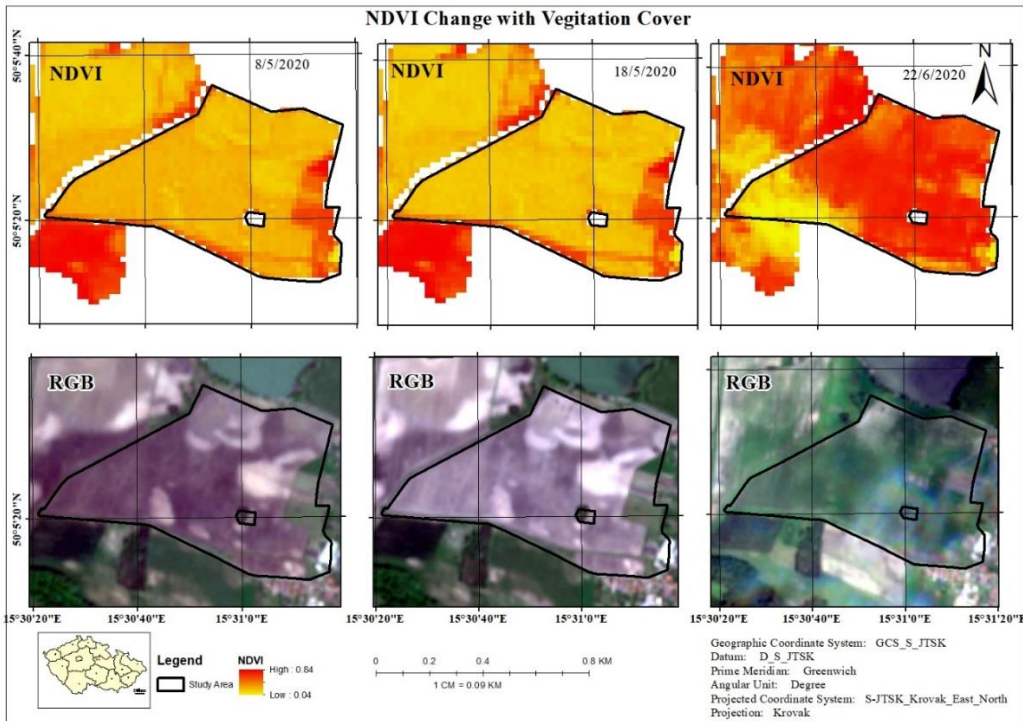 NDVI Change with Vegitation Cover
NDVI
8/5/2020
NDVI
18/5/2020
NDVI
22/6/2020
N
50°5'40"
50°5'20"N
RGB
RGB
RGB
50°5'20"N
15°30'20"E
15°30'40"E
15°31'0"E
15°30'20"E
15°30'40"E
15°31'0"E
15°30'20"E
15°30'40"E
15°31'0"E
15°31'20"E
Legend
Study Area
NDVI
High : 0.84
Low : 0.04
0
0.2
0.4
0.8 KM
1 CM = 0.09 KM
Geographic Coordinate System: GCS_S_JTSK
Datum: D_S_JTSK
Prime Meridian: Greenwich
Angular Unit: Degree
Projected Coordinate System: S-JTSK_Krovak_East_North
Projection: Krovak